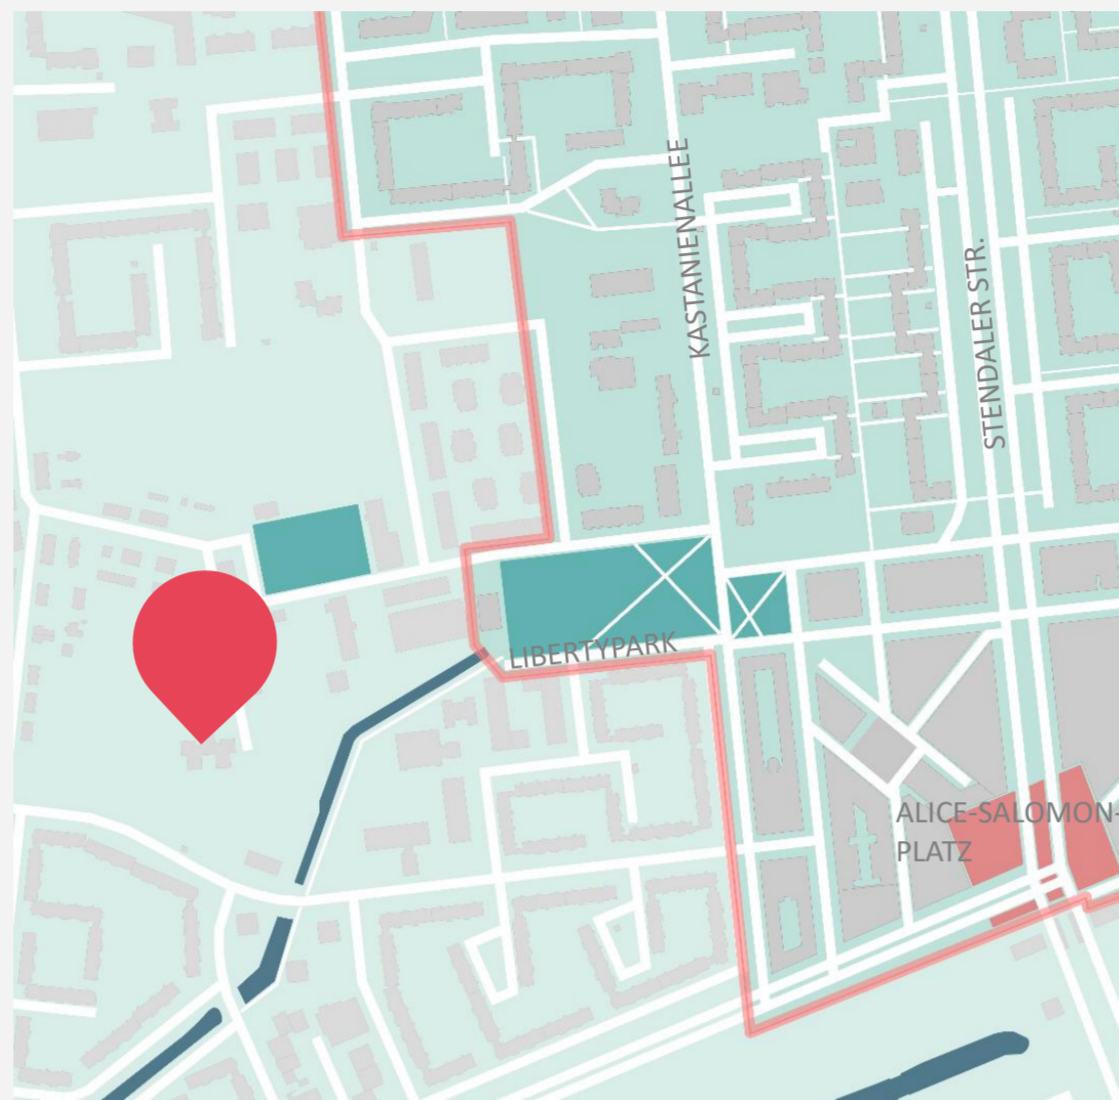 KASTANIENALLEE
STENDALER STR.
LIBERTYPARK
ALICE-SALOMON-
PLATZ